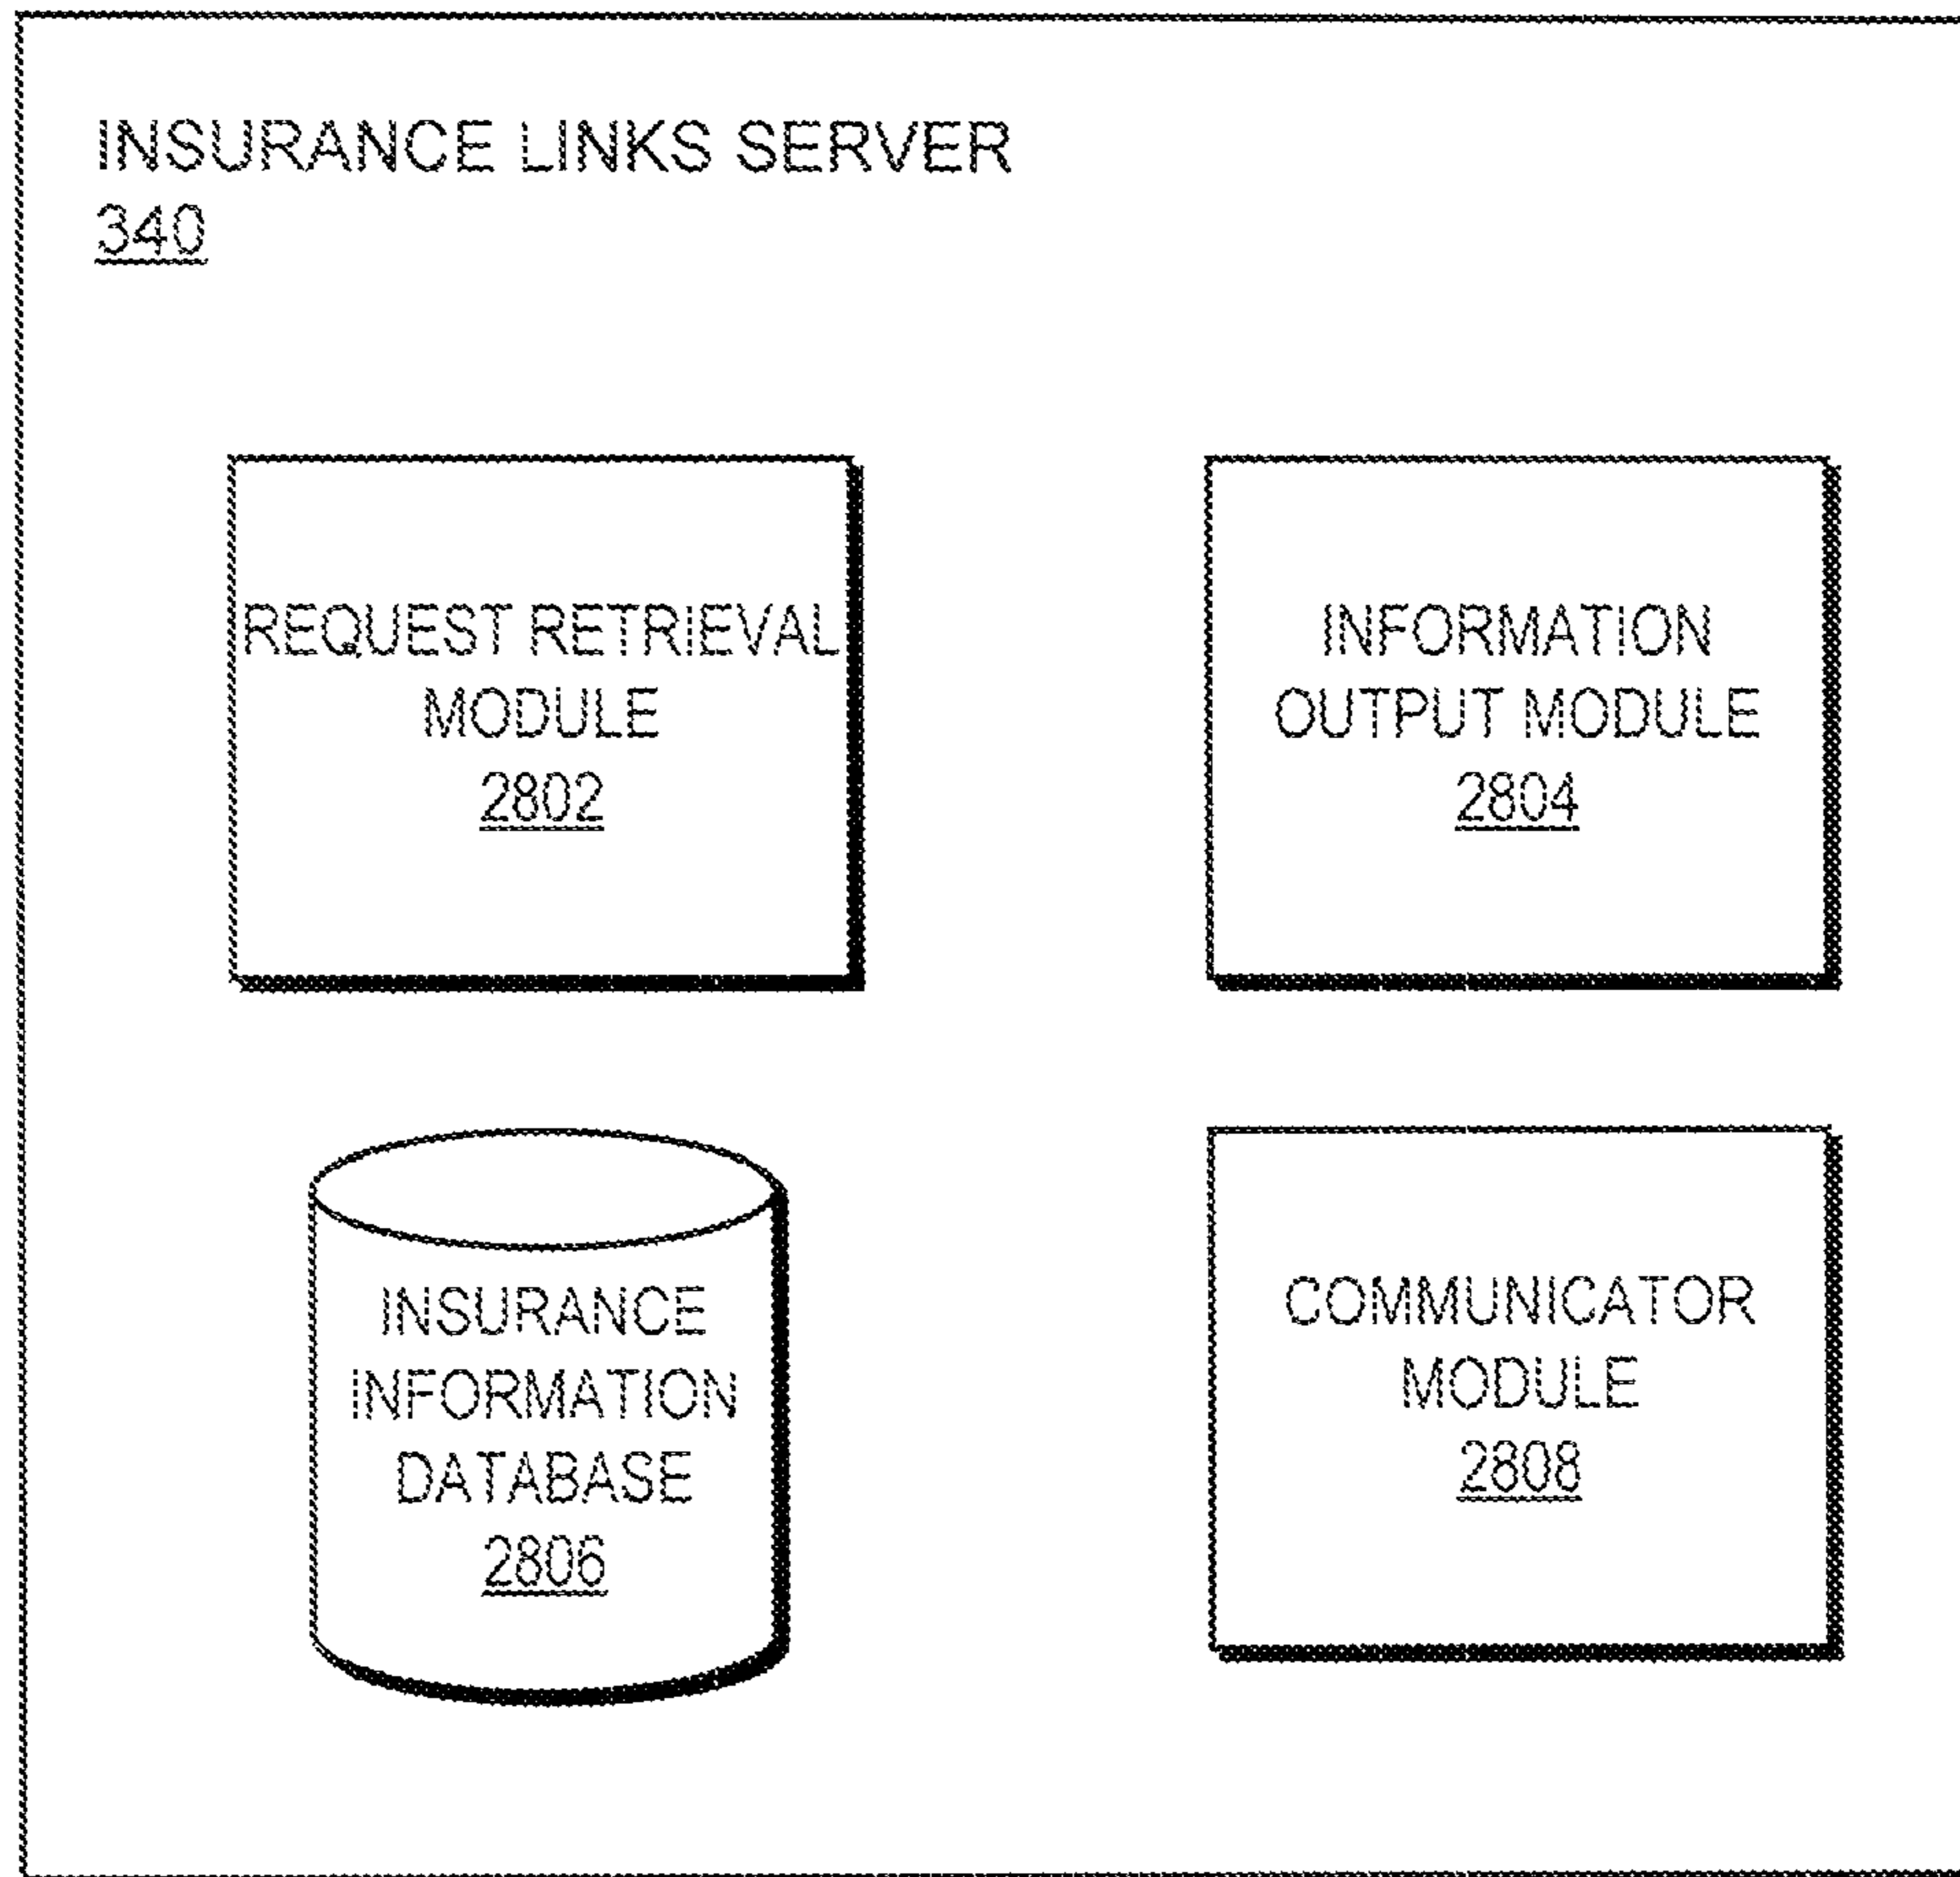 INSURANCE LINKS SERVER
340
REQUEST RETRIEVAL
MODULE
2802
INFORMATION
OUTPUT MODULE
2804
INSURANCE
INFORMATION
DATABASE
2806
COMMUNICATOR
MODULE
2808